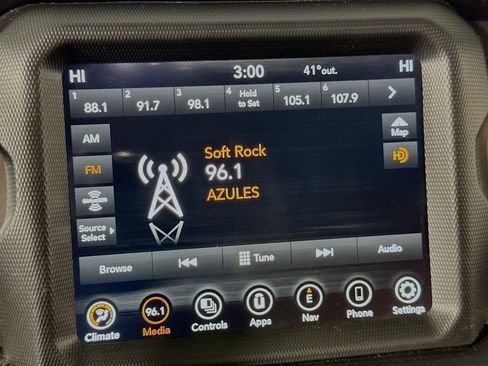 HI 3:00 41°out. HI
1 88.1 2 91.7 3 98.1 4 Hold to Set 5 105.1 6 107.9
AM
Map
FM
Soft Rock
HD
96.1
SiriusXM
AZULES
Source Select
Browse Tune Audio
96.1 E
Climate Media Controls Apps Nav Phone Settings